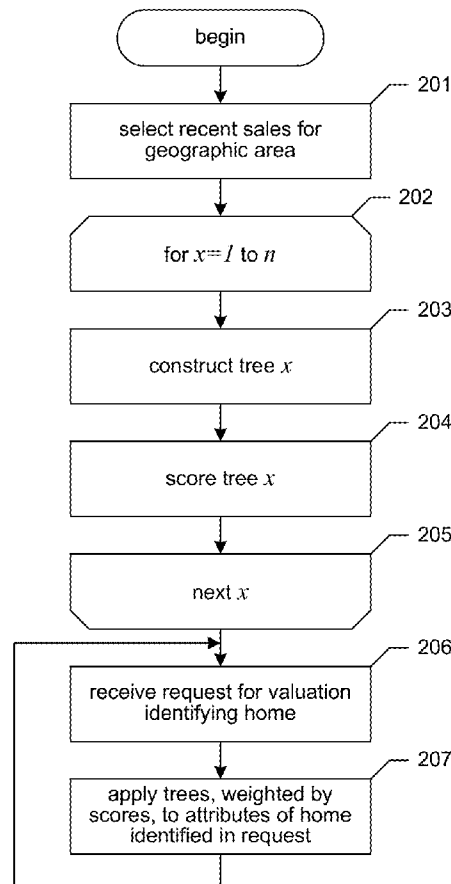 begin
201
select recent sales for
geographic area
202
for x=1 to n
203
construct tree x
204
score tree x
205
next x
206
receive request for valuation
identifying home
207
apply trees, weighted by
scores, to attributes of home
identified in request